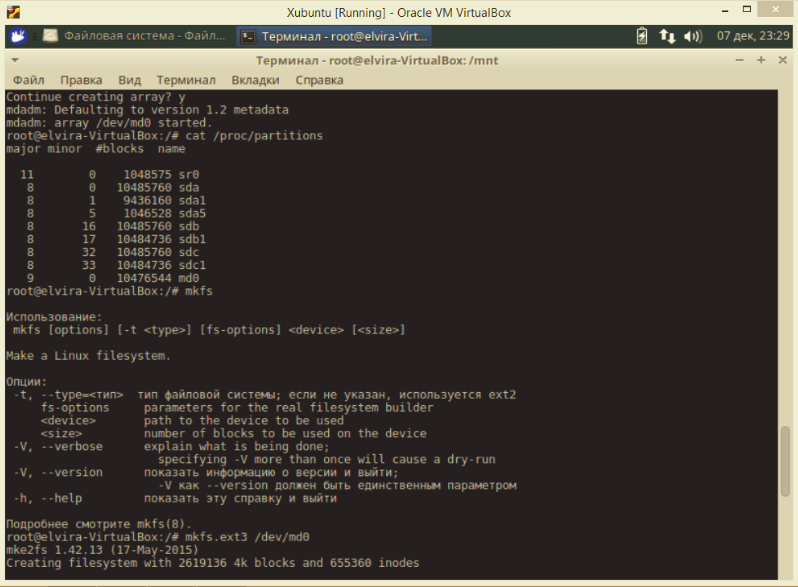 Xubuntu [Running] - Oracle VM VirtualBox
Файловая система - Файл... Терминал - root@elvira-Virt... 07 дек, 23:29
Терминал - root@elvira-VirtualBox: /mnt
Файл Правка Вид Терминал Вкладки Справка
Continue creating array? y
mdadm: Defaulting to version 1.2 metadata
mdadm: array /dev/md0 started.
root@elvira-VirtualBox:/# cat /proc/partitions
major minor  #blocks  name
11        0    1048575 sr0
8        0   10485760 sda
8        1    9436160 sda1
8        5    1046528 sda5
8       16   10485760 sdb
8       17   10484736 sdb1
8       32   10485760 sdc
8       33   10484736 sdc1
9        0   10476544 md0
root@elvira-VirtualBox:/# mkfs
Использование:
mkfs [options] [-t <type>] [fs-options] <device> [<size>]
Make a Linux filesystem.
Опции:
-t, --type=<тип>  тип файловой системы; если не указан, используется ext2
fs-options     parameters for the real filesystem builder
<device>       path to the device to be used
<size>         number of blocks to be used on the device
-V, --verbose      explain what is being done;
specifying -V more than once will cause a dry-run
-V, --version      показать информацию о версии и выйти;
-V как --version должен быть единственным параметром
-h, --help         показать эту справку и выйти
Подробнее смотрите mkfs(8).
root@elvira-VirtualBox:/# mkfs.ext3 /dev/md0
mke2fs 1.42.13 (17-May-2015)
Creating filesystem with 2619136 4k blocks and 655360 inodes